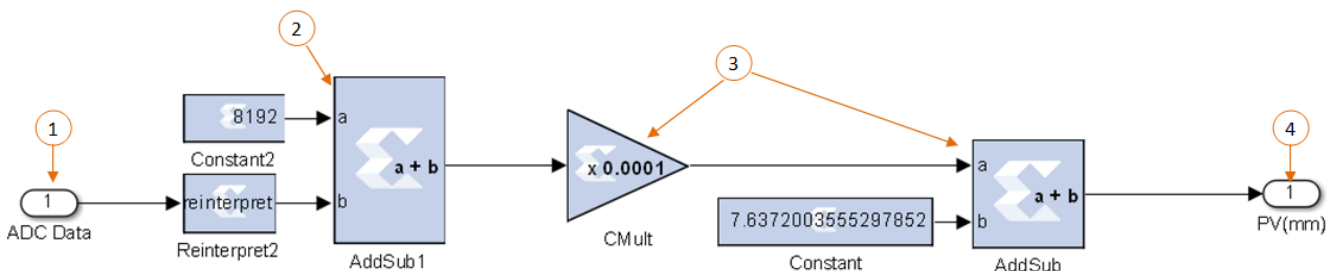 2
3
1
4
8192
a
a + b
Constant2
reinterpret
b
Reinterpret2
AddSub1
1
ADC Data
x 0.0001
CMult
7.6372003555297852
Constant
a
a + b
b
AddSub
1
PV(mm)